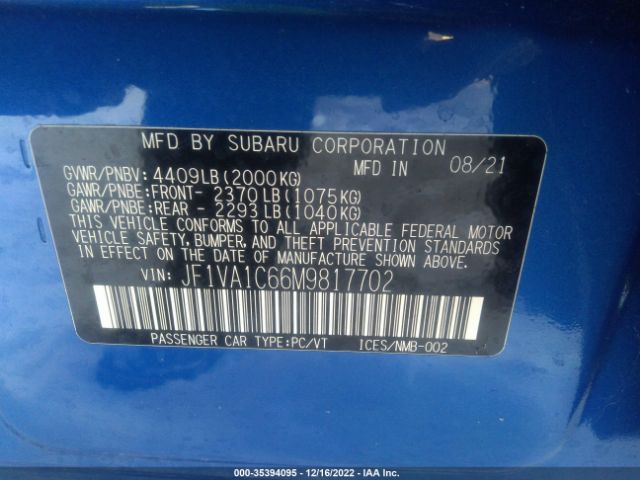 MFD BY SUBARU CORPORATION
GVWR/PNBV: 4409LB(2000KG) MFD IN 08/21
GAWR/PNBE:FRONT- 2370LB(1075KG)
GAWR/PNBE:REAR - 2293LB(1040KG)
THIS VEHICLE CONFORMS TO ALL APPLICABLE FEDERAL MOTOR
VEHICLE SAFETY, BUMPER, AND THEFT PREVENTION STANDARDS
IN EFFECT ON THE DATE OF MANUFACTURE SHOWN ABOVE.
VIN: JF1VA1C66M9817702
PASSENGER CAR TYPE:PC/VT ICES/NMB-002
000-35394095 - 12/16/2022 - IAA Inc.